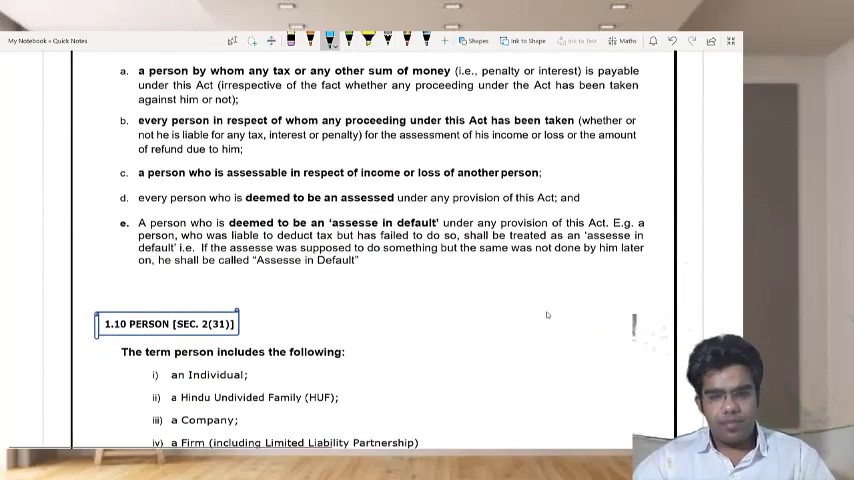 My Notebook » Quick Notes
Shapes
Ink to Shape
Ink to Text
Maths
a. a person by whom any tax or any other sum of money (i.e., penalty or interest) is payable
under this Act (irrespective of the fact whether any proceeding under the Act has been taken
against him or not);
b. every person in respect of whom any proceeding under this Act has been taken (whether or
not he is liable for any tax, interest or penalty) for the assessment of his income or loss or the amount
of refund due to him;
c. a person who is assessable in respect of income or loss of another person;
d. every person who is deemed to be an assessed under any provision of this Act; and
e. A person who is deemed to be an ‘assesse in default’ under any provision of this Act. E.g. a
person, who was liable to deduct tax but has failed to do so, shall be treated as an ‘assesse in
default’ i.e. If the assesse was supposed to do something but the same was not done by him later
on, he shall be called “Assesse in Default”
1.10 PERSON [SEC. 2(31)]
The term person includes the following:
i) an Individual;
ii) a Hindu Undivided Family (HUF);
iii) a Company;
iv) a Firm (including Limited Liability Partnership)